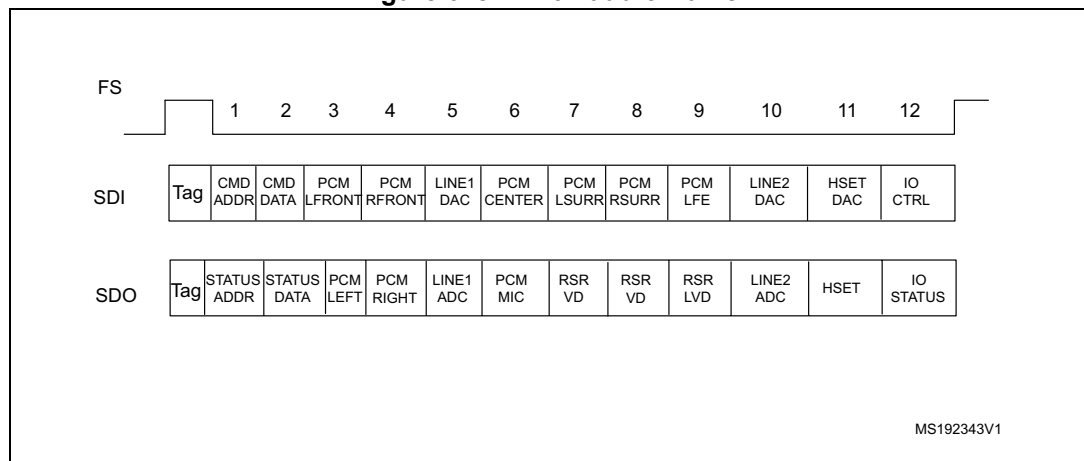 FS
1 2 3 4 5 6 7 8 9 10 11 12
SDI
Tag
CMD ADDR
CMD DATA
PCM LFRONT
PCM RFRONT
LINE1 DAC
PCM CENTER
PCM LSURR
PCM RSURR
PCM LFE
LINE2 DAC
HSET DAC
IO CTRL
SDO
Tag
STATUS ADDR
STATUS DATA
PCM LEFT
PCM RIGHT
LINE1 ADC
PCM MIC
RSR VD
RSR VD
RSR LVD
LINE2 ADC
HSET
IO STATUS
MS192343V1